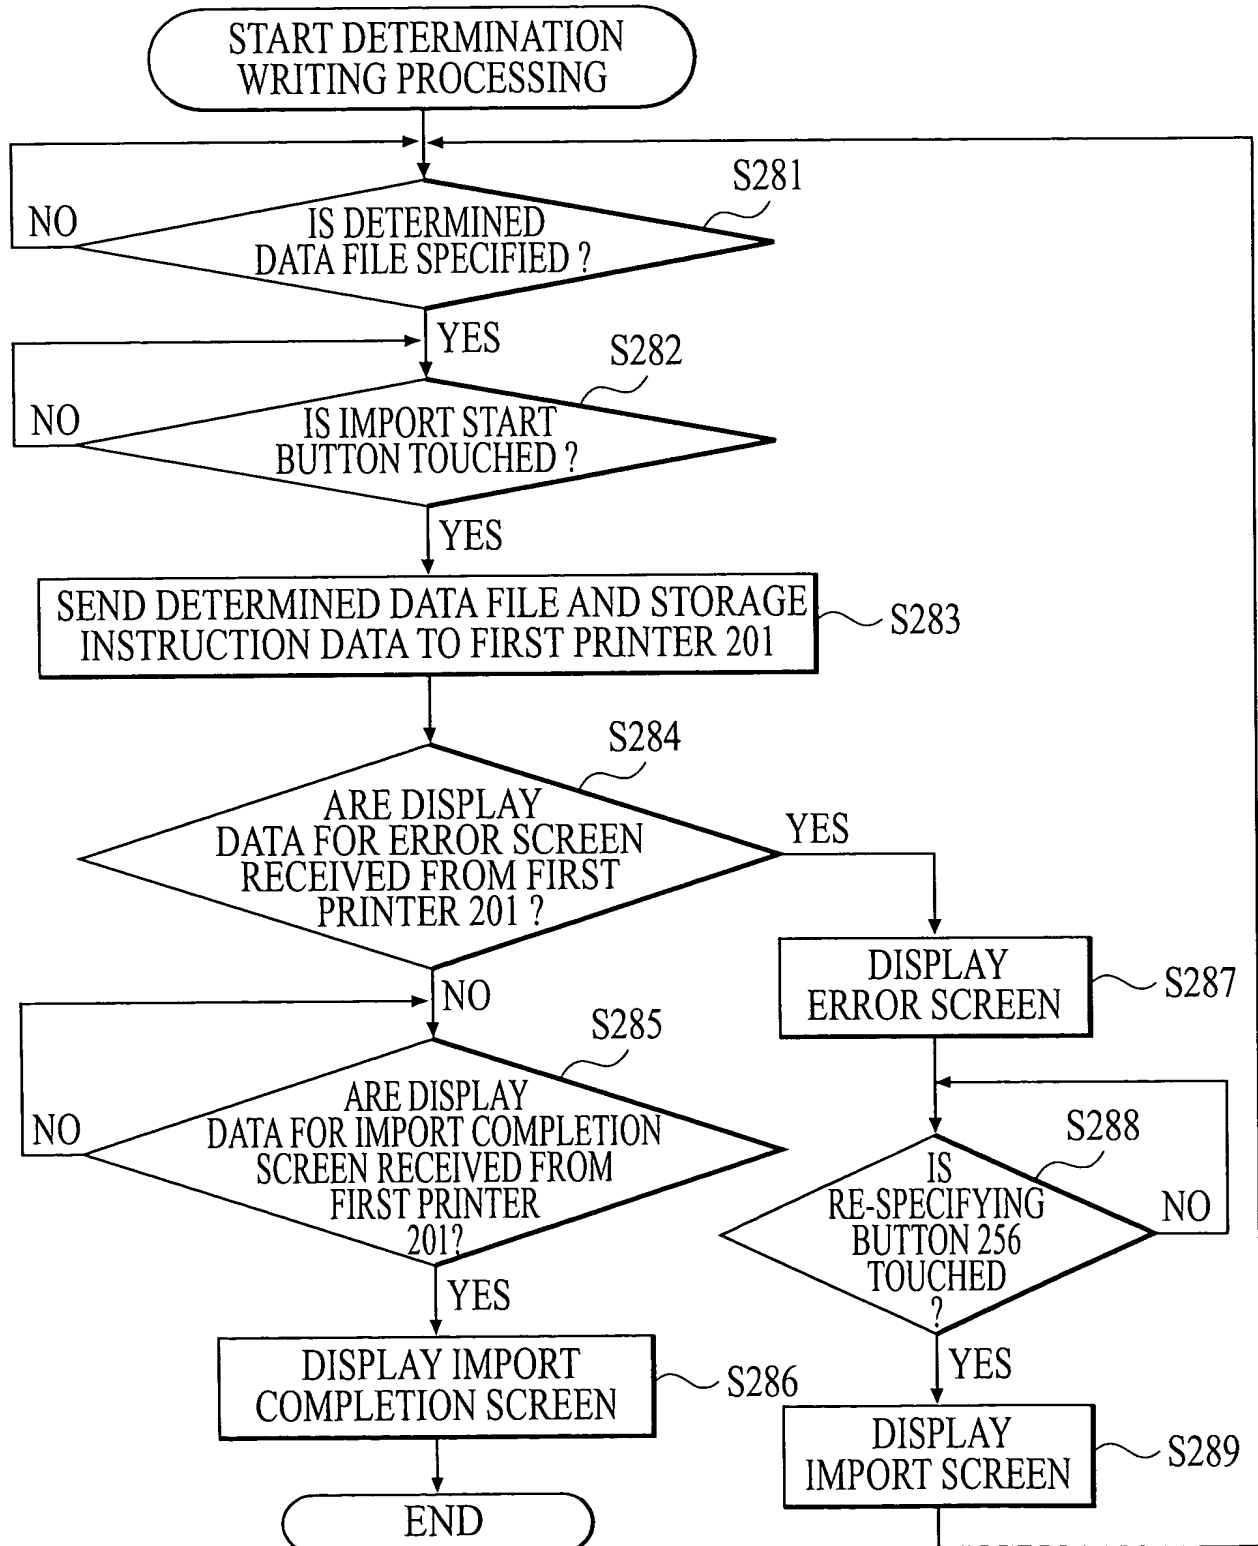 START DETERMINATION
WRITING PROCESSING
S281
NO
IS DETERMINED
DATA FILE SPECIFIED ?
YES
S282
NO
IS IMPORT START
BUTTON TOUCHED ?
YES
SEND DETERMINED DATA FILE AND STORAGE
INSTRUCTION DATA TO FIRST PRINTER 201
S283
S284
ARE DISPLAY
DATA FOR ERROR SCREEN
RECEIVED FROM FIRST
PRINTER 201 ?
YES
NO
DISPLAY
ERROR SCREEN
S287
S285
NO
ARE DISPLAY
DATA FOR IMPORT COMPLETION
SCREEN RECEIVED FROM
FIRST PRINTER
201?
S288
IS
RE-SPECIFYING
BUTTON 256
TOUCHED
?
NO
YES
DISPLAY IMPORT
COMPLETION SCREEN
S286
YES
DISPLAY
IMPORT SCREEN
S289
END